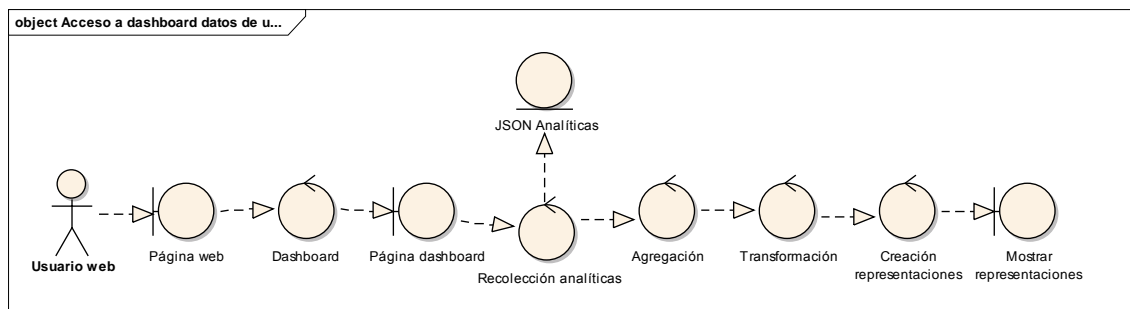 object Acceso a dashboard datos de u...
JSON Analíticas
Usuario web
Página web
Dashboard
Página dashboard
Recolección analíticas
Agregación
Transformación
Creación
representaciones
Mostrar
representaciones